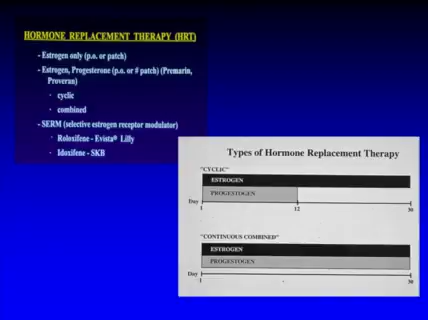 HORMONE REPLACEMENT THERAPY (HRT)
- Estrogen only (p.o. or patch)
- Estrogen, Progesterone (p.o. or # patch) (Premarin,
Proveran)
· cyclic
· combined
- SERM (selective estrogen receptor modulator)
· Roloxifene - Evista® Lilly
· Idoxifene - SKB
Types of Hormone Replacement Therapy
"CYCLIC"
ESTROGEN
PROGESTOGEN
Day
1 12 30
"CONTINUOUS COMBINED"
ESTROGEN
PROGESTOGEN
Day
1 30